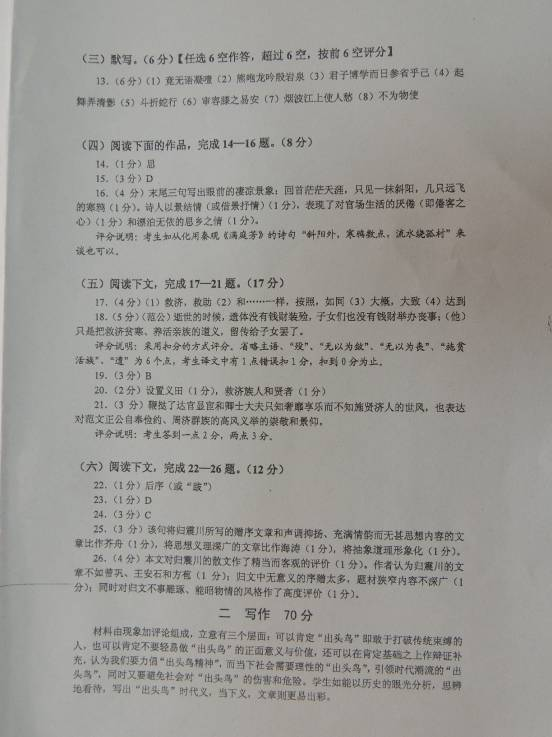 （三）默写。（6分）【任选6空作答，超过6空，按前6空评分】
13.（6分）（1）竟无语凝噎（2）熊咆龙吟殷岩泉（3）君子博学而日参省乎己（4）起
舞弄清影（5）斗折蛇行（6）审容膝之易安（7）烟波江上使人愁（8）不为物使
（四）阅读下面的作品，完成14—16题。（8分）
14.（1分）屈
15.（3分）D
16.（4分）末尾三句写出眼前的凄凉景象：回首茫茫天涯，只见一抹斜阳，几只远飞
的寒鸦（1分）。诗人以景结情（或借景抒情）（1分），表现了对官场生活的厌倦（即倦客之
心）（1分）和漂泊无依的思乡之情（1分）。
评分说明：考生如从化用秦观《满庭芳》的诗句“斜阳外，寒鸦数点，流水绕孤村”来
谈也可以。
（五）阅读下文，完成17—21题。（17分）
17.（4分）（1）救济，救助（2）和………一样，按照，如同（3）大概，大致（4）达到
18.（5分）（范公）逝世的时候，遗体没有钱财装殓，子女们也没有钱财举办丧事；（他）
只是把救济贫寒、养活亲族的道义，留传给子女罢了。
评分说明：采用扣分的方式评分。省略主语、“殁”、“无以为敛”、“无以为丧”、“施贫
活族”、“遗”为6个点，考生译文中有1点错误扣1分，扣到0分为止。
19.（3分）B
20.（2分）设置义田（1分），救济族人和贤者（1分）
21.（3分）鞭挞了达官显宦和卿士大夫只知奢靡享乐而不知施贤济人的世风，也表达
对范文正公自奉俭约、周济群族的高风义举的崇敬和景仰。
评分说明：考生答到一点2分，两点3分。
（六）阅读下文，完成22—26题。（12分）
22.（1分）后序（或“跋”）
23.（1分）D
24.（3分）C
25.（3分）该句将归震川所写的赠序文章和声调抑扬、充满情韵而无甚思想内容的文
章比作芥舟（1分），将思想义理深广的文章比作海涛（1分），将抽象道理形象化（1分）。
26.（4分）本文对归震川的散文作了精当而客观的评价（1分）。作者认为归震川的文
章不如曾巩、王安石和方苞（1分）；归文中无意义的序赠太多，题材狭窄内容不深广（1
分）；同时对归文不事雕琢、能昭物情的风格作了高度评价（1分）。
二 写作 70分
材料由现象加评论组成，立意有三个层面：可以肯定“出头鸟”即敢于打破传统束缚的
人，也可以肯定不要轻易做“出头鸟”的正面意义与价值，还可以在肯定基础之上作辩证补
充，认为我们要力倡“出头鸟精神”，而当下社会需要理性的“出头鸟”，引领时代潮流的“出
头鸟”，同时又要避免社会对“出头鸟”的伤害和危险。学生如能以历史的眼光分析，思辨
地看待，写出“出头鸟”时代义，当下义，文章则更易出彩。